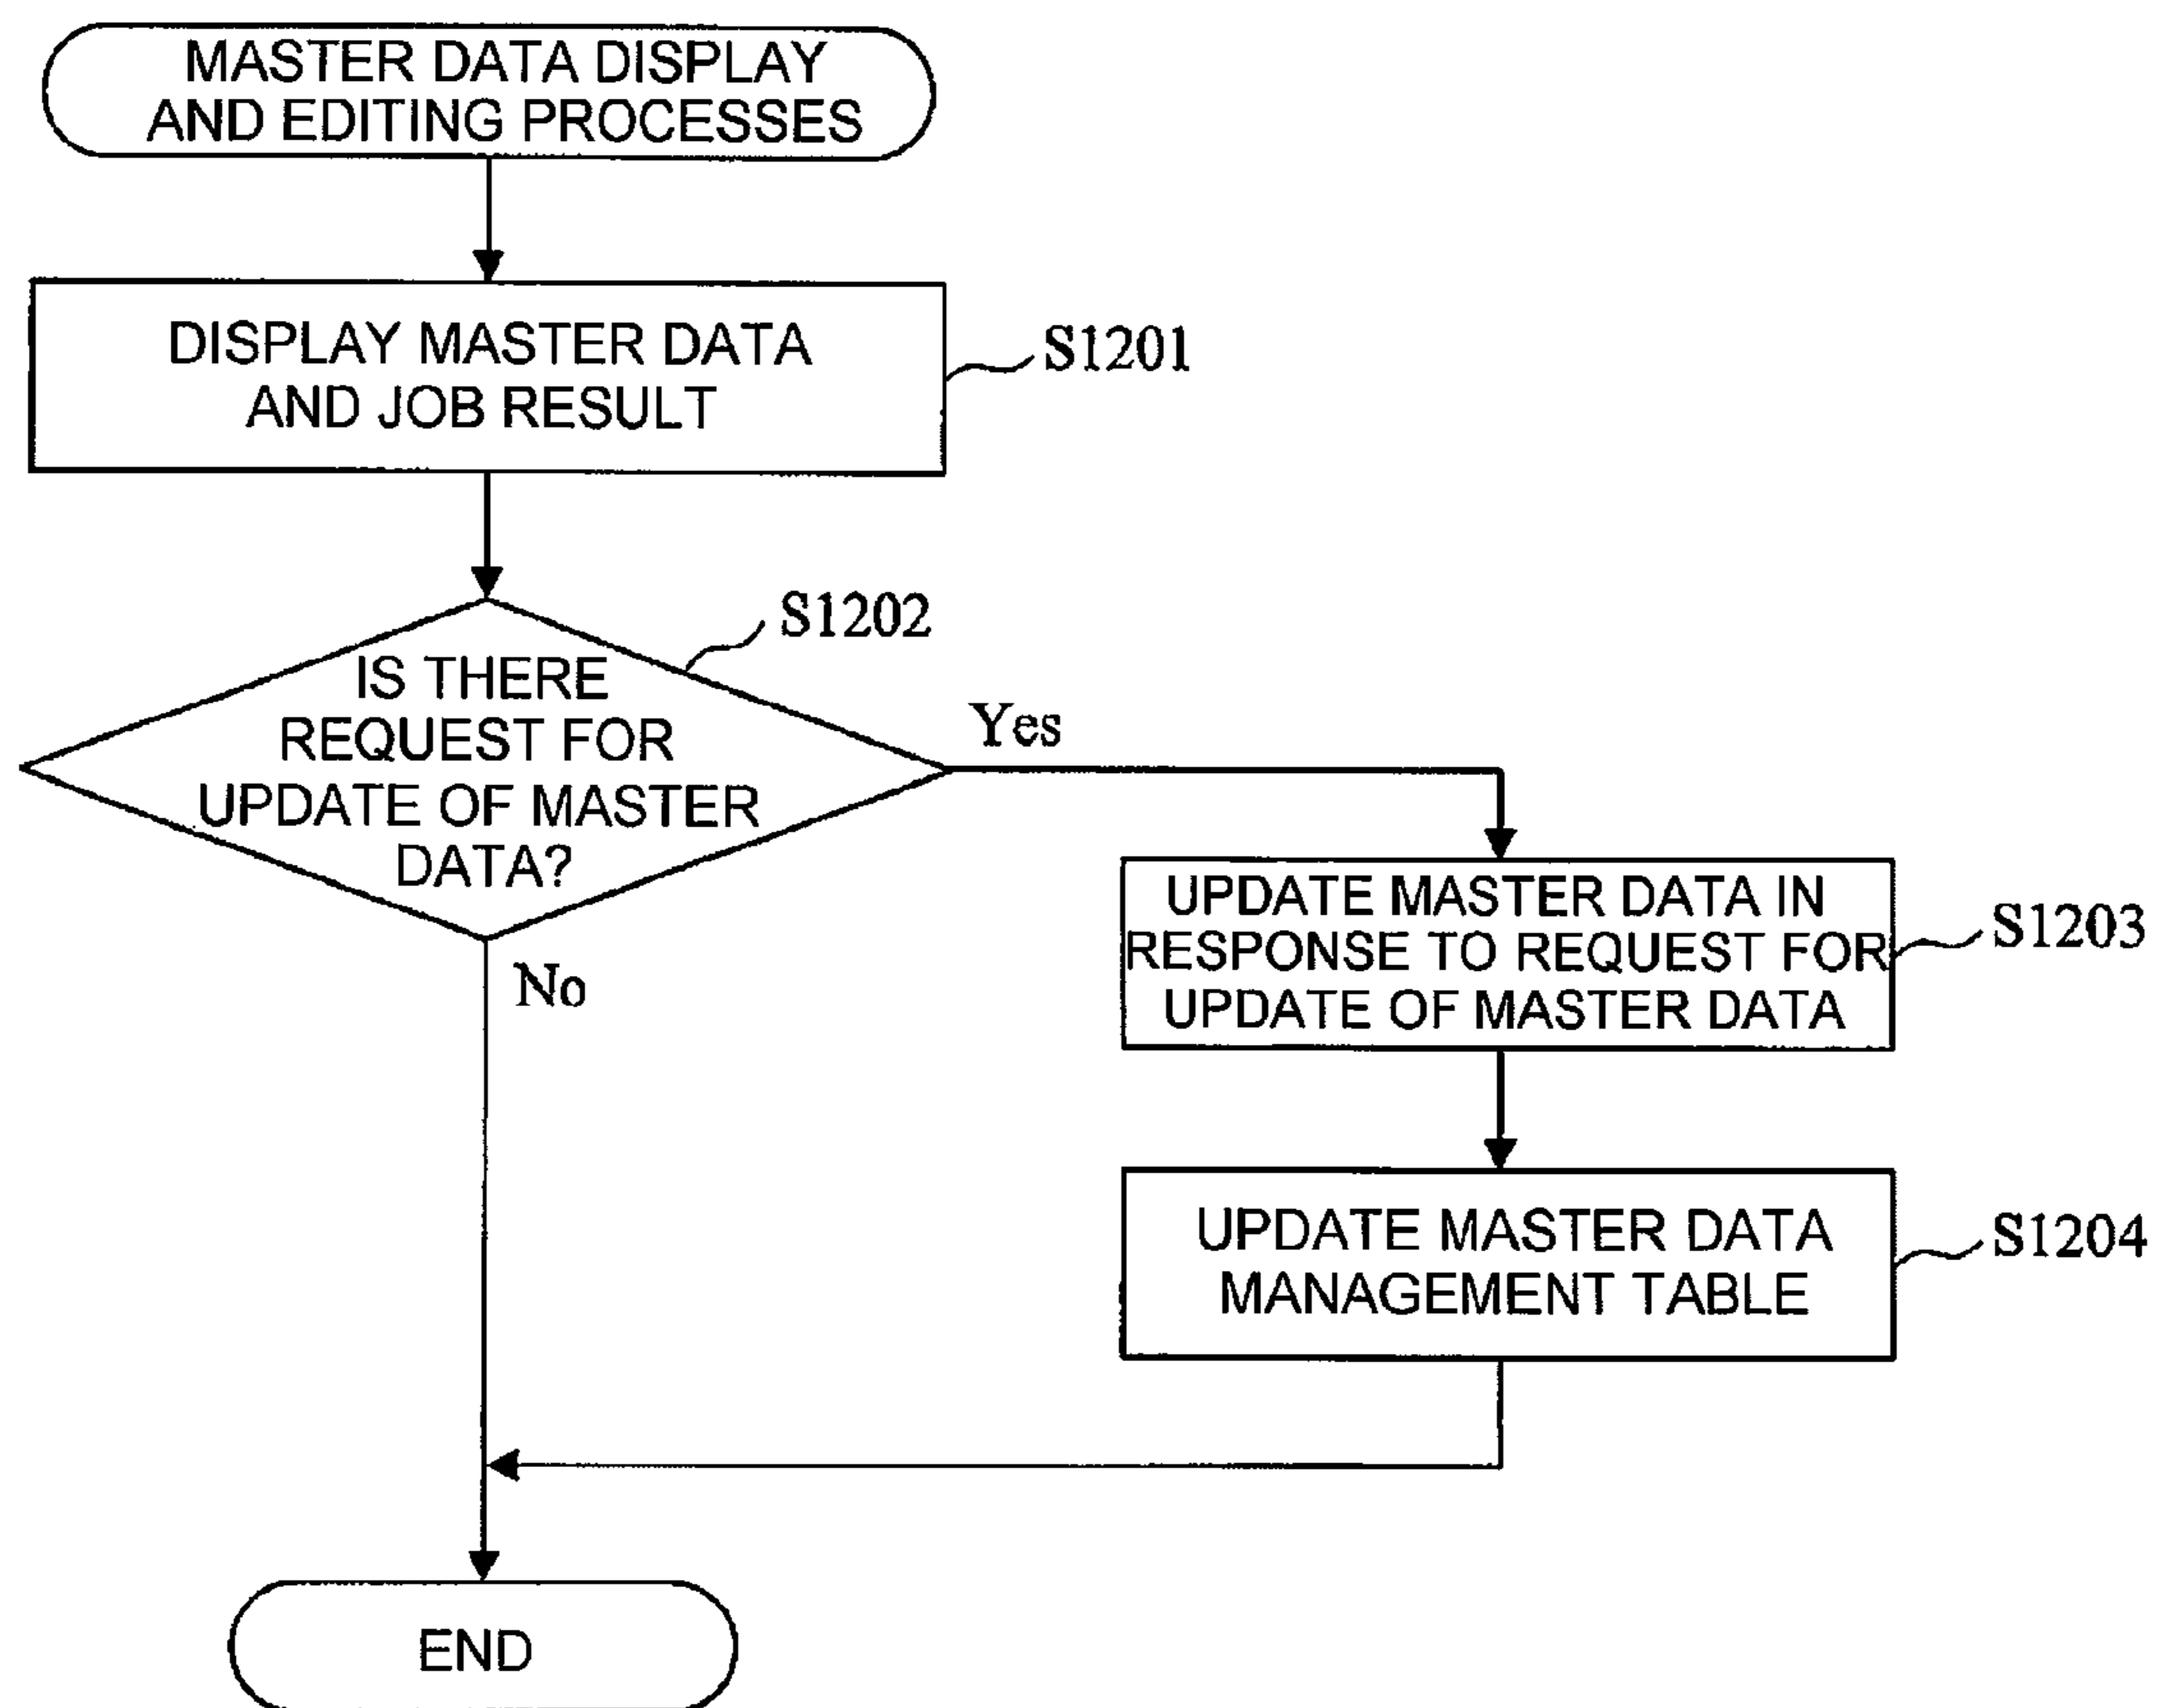 MASTER DATA DISPLAY
AND EDITING PROCESSES
DISPLAY MASTER DATA
AND JOB RESULT
S1201
S1202
IS THERE
REQUEST FOR
UPDATE OF MASTER
DATA?
Yes
No
UPDATE MASTER DATA IN
RESPONSE TO REQUEST FOR
UPDATE OF MASTER DATA
S1203
UPDATE MASTER DATA
MANAGEMENT TABLE
S1204
END